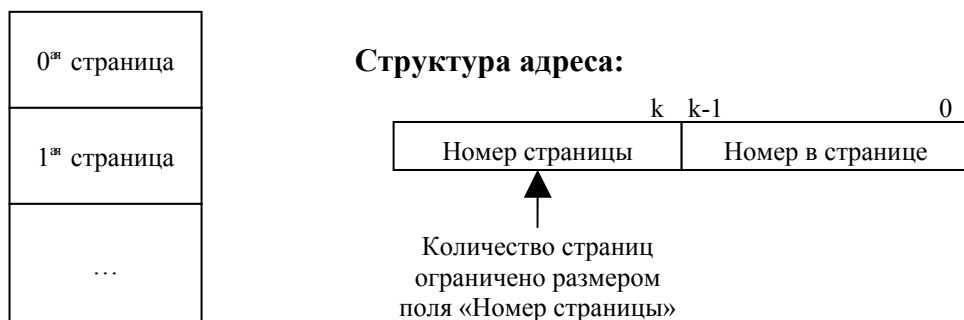 0ая страница
1ая страница
…
Структура адреса:
k k-1 0
Номер страницы Номер в странице
Количество страниц
ограничено размером
поля «Номер страницы»